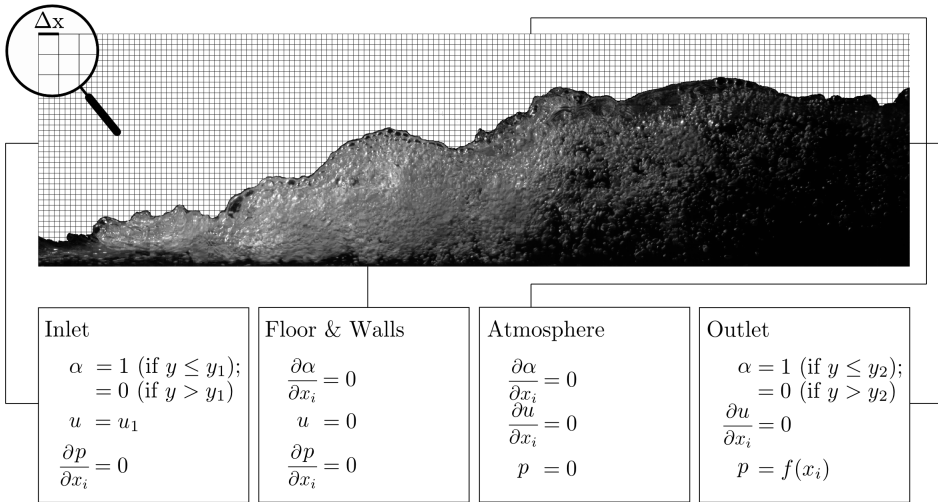 Δx
Inlet
α = 1 (if y ≤ y₁);
= 0 (if y > y₁)
u = u₁
∂p/∂xᵢ = 0
Floor & Walls
∂α/∂xᵢ = 0
u = 0
∂p/∂xᵢ = 0
Atmosphere
∂α/∂xᵢ = 0
∂u/∂xᵢ = 0
p = 0
Outlet
α = 1 (if y ≤ y₂);
= 0 (if y > y₂)
∂u/∂xᵢ = 0
p = f(xᵢ)